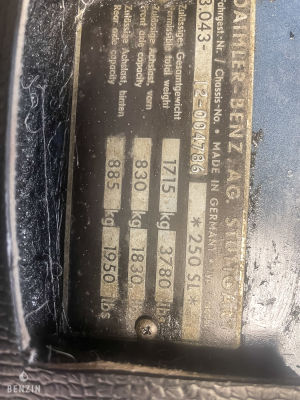 DAIMLER-BENZ AG. STUTTGART
Fahrgest.-Nr. / Chassis-No. • MADE IN GERMANY
3.043- 12-004786 *250 SL*
Zulässiges Gesamtgewicht 1715 kg 3780 lbs
Permissible total weight
Zulässige Achslast, vorn 830 kg 1830 lbs
Front axle capacity
Zulässige Achslast, hinten 885 kg 1950 lbs
Rear axle capacity
BENZIN